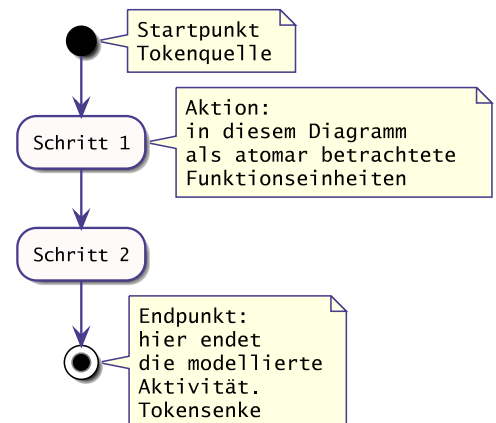 Startpunkt
Tokenquelle
Aktion:
in diesem Diagramm
als atomar betrachtete
Funktionseinheiten
Schritt 1
Schritt 2
Endpunkt:
hier endet
die modellierte
Aktivität.
Tokensenke